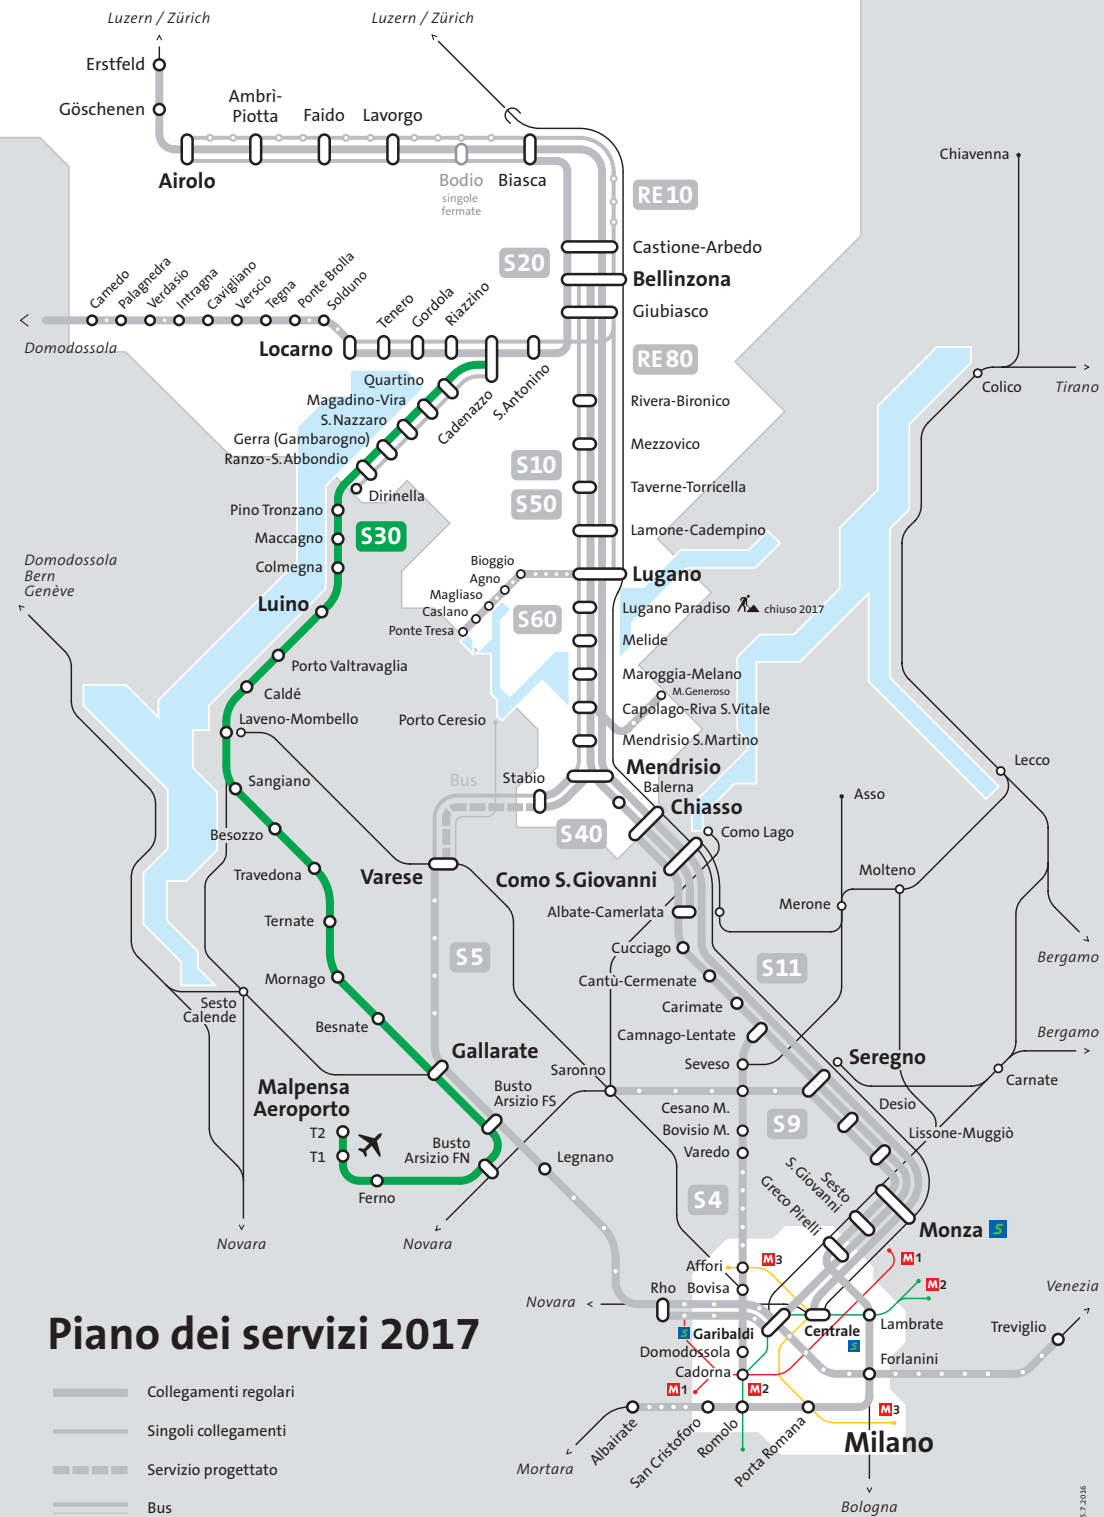 Luzern / Zürich
Luzern / Zürich
Erstfeld
Göschenen
Ambrì-
Piotta
Faido
Lavorgo
Airolo
Bodio
singole
fermate
Biasca
Chiavenna
RE10
Castione-Arbedo
S20
Bellinzona
Giubiasco
Camedo
Palagnedra
Verdasio
Intragna
Cavigliano
Verscio
Tegna
Ponte Brolla
Solduno
Domodossola
Locarno
Tenero
Gordola
Riazzino
Cadenazzo
S.Antonino
RE80
Colico
Tirano
Quartino
Magadino-Vira
S.Nazzaro
Gerra (Gambarogno)
Ranzo-S.Abbondio
Dirinella
Rivera-Bironico
Mezzovico
S10
Taverne-Torricella
S50
Lamone-Cadempino
Pino Tronzano
Maccagno
S30
Colmegna
Luino
Domodossola
Bern
Genève
Bioggio
Agno
Magliaso
Caslano
Ponte Tresa
Lugano
S60
Lugano Paradiso
chiuso 2017
Melide
Maroggia-Melano
M.Generoso
Capolago-Riva S.Vitale
Mendrisio S.Martino
Porto Valtravaglia
Caldé
Laveno-Mombello
Porto Ceresio
Sangiano
Bus
Stabio
Mendrisio
Balerna
Chiasso
S40
Como Lago
Asso
Lecco
Besozzo
Travedona
Varese
Como S.Giovanni
Albate-Camerlata
Merone
Molteno
Ternate
Cucciago
S5
Cantù-Cermenate
S11
Bergamo
Mornago
Sesto
Calende
Carimate
Besnate
Camnago-Lentate
Bergamo
Gallarate
Saronno
Seveso
Seregno
Carnate
Malpensa
Aeroporto
Busto
Arsizio FS
Cesano M.
Desio
T2
T1
Busto
Arsizio FN
Bovisio M.
S9
Lissone-Muggiò
Legnano
Varedo
Ferno
S4
Sesto
S.Giovanni
Greco Pirelli
Monza
S
Novara
Novara
Affori
M3
M1
M2
Rho
Bovisa
Novara
Venezia
S
Garibaldi
Centrale
S
Lambrate
Treviglio
Domodossola
Forlanini
Cadorna
M1
M2
M3
Albairate
San Cristoforo
Romolo
Porta Romana
Milano
Mortara
Bologna
Piano dei servizi 2017
Collegamenti regolari
Singoli collegamenti
Servizio progettato
Bus